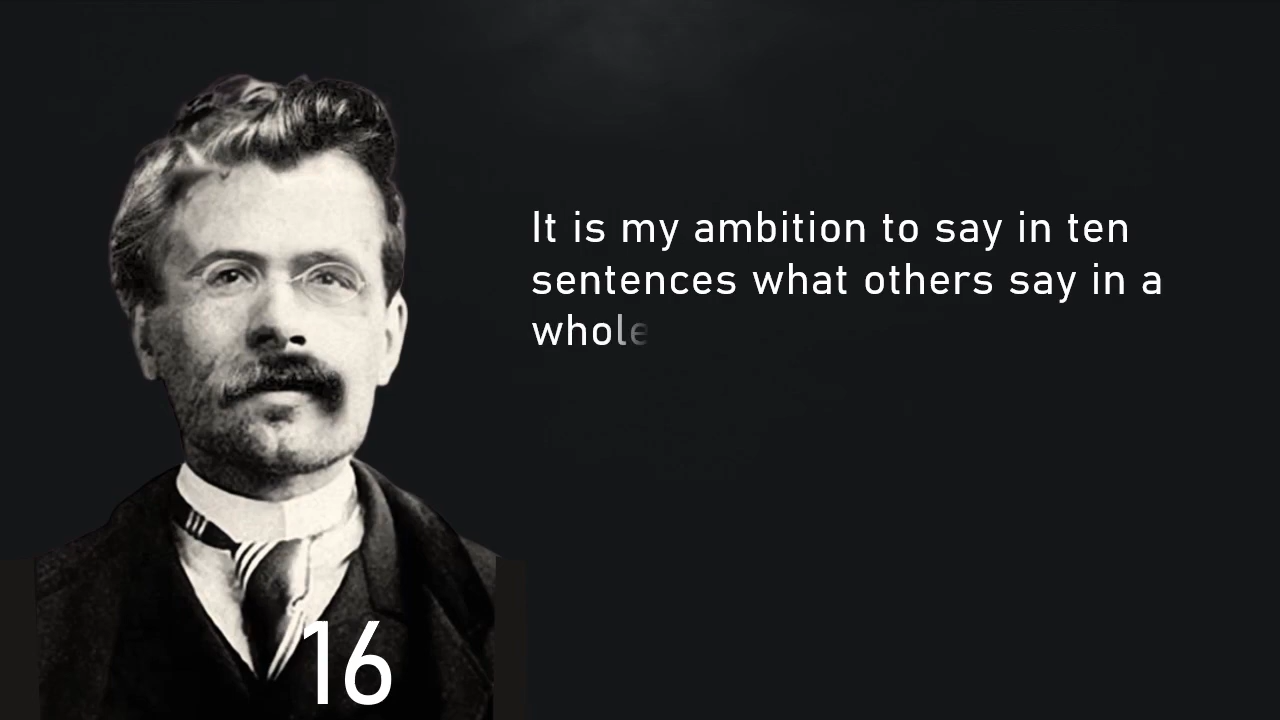 It is my ambition to say in ten
sentences what others say in a
whole
16